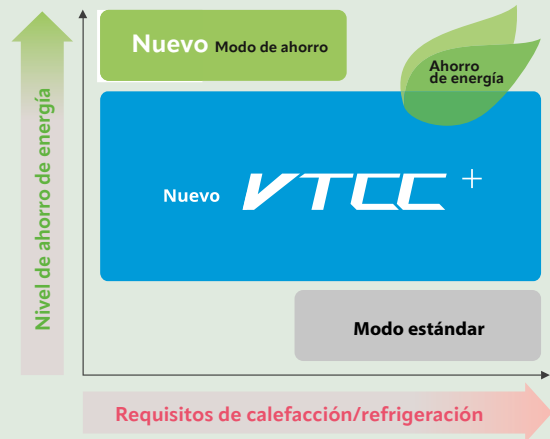 Nuevo Modo de ahorro
Ahorro
de energía
Nivel de ahorro de energía
Nuevo VTCC +
Modo estándar
Requisitos de calefacción/refrigeración